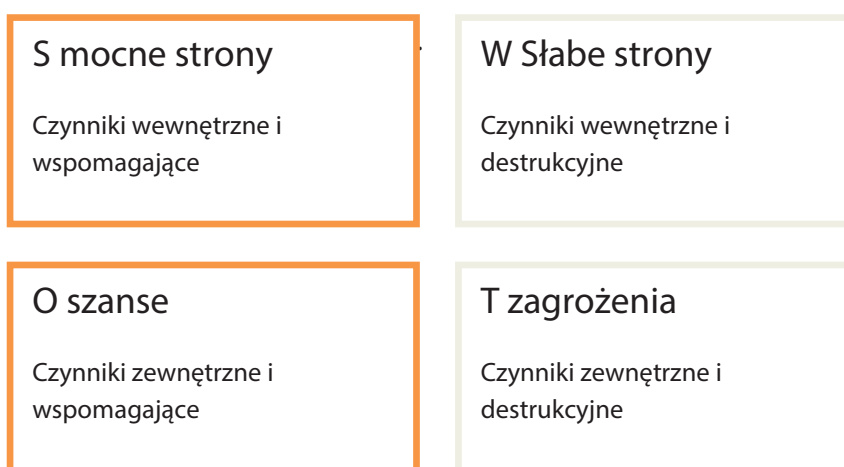 S mocne strony
Czynniki wewnętrzne i
wspomagające
W Słabe strony
Czynniki wewnętrzne i
destrukcyjne
O szanse
Czynniki zewnętrzne i
wspomagające
T zagrożenia
Czynniki zewnętrzne i
destrukcyjne